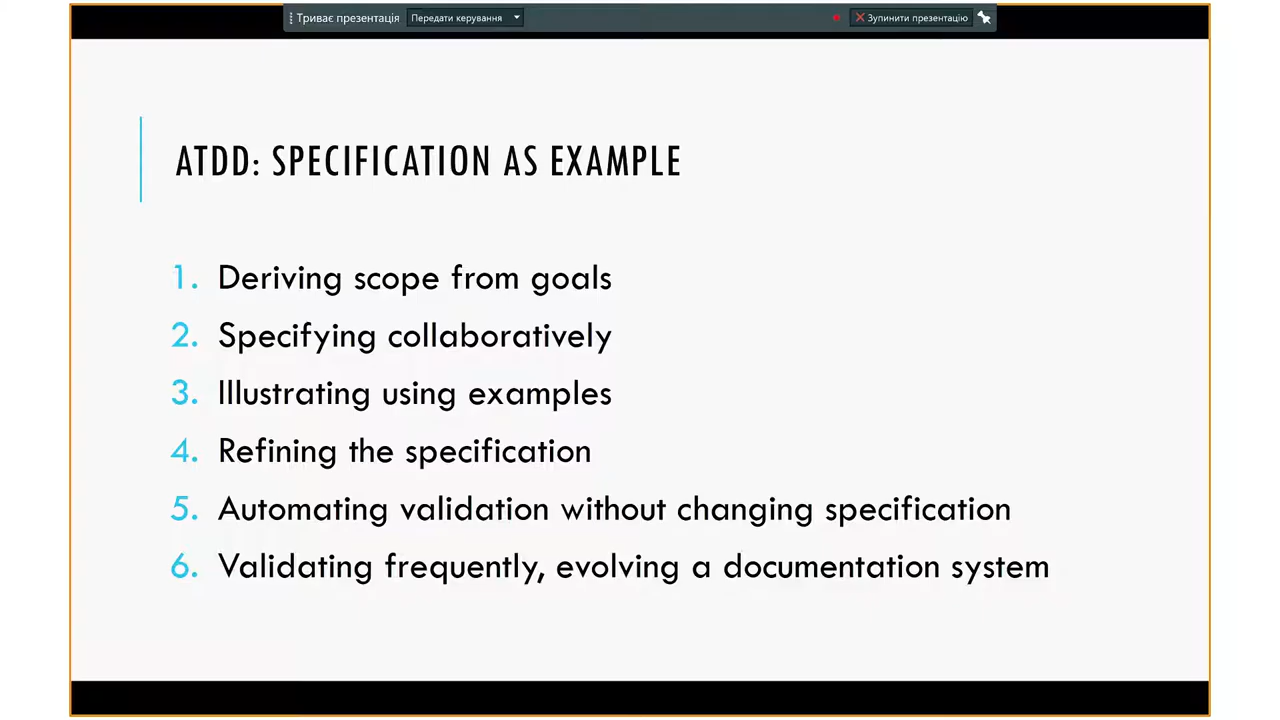 Триває презентація Передати керування Зупинити презентацію
ATDD: SPECIFICATION AS EXAMPLE
1. Deriving scope from goals
2. Specifying collaboratively
3. Illustrating using examples
4. Refining the specification
5. Automating validation without changing specification
6. Validating frequently, evolving a documentation system